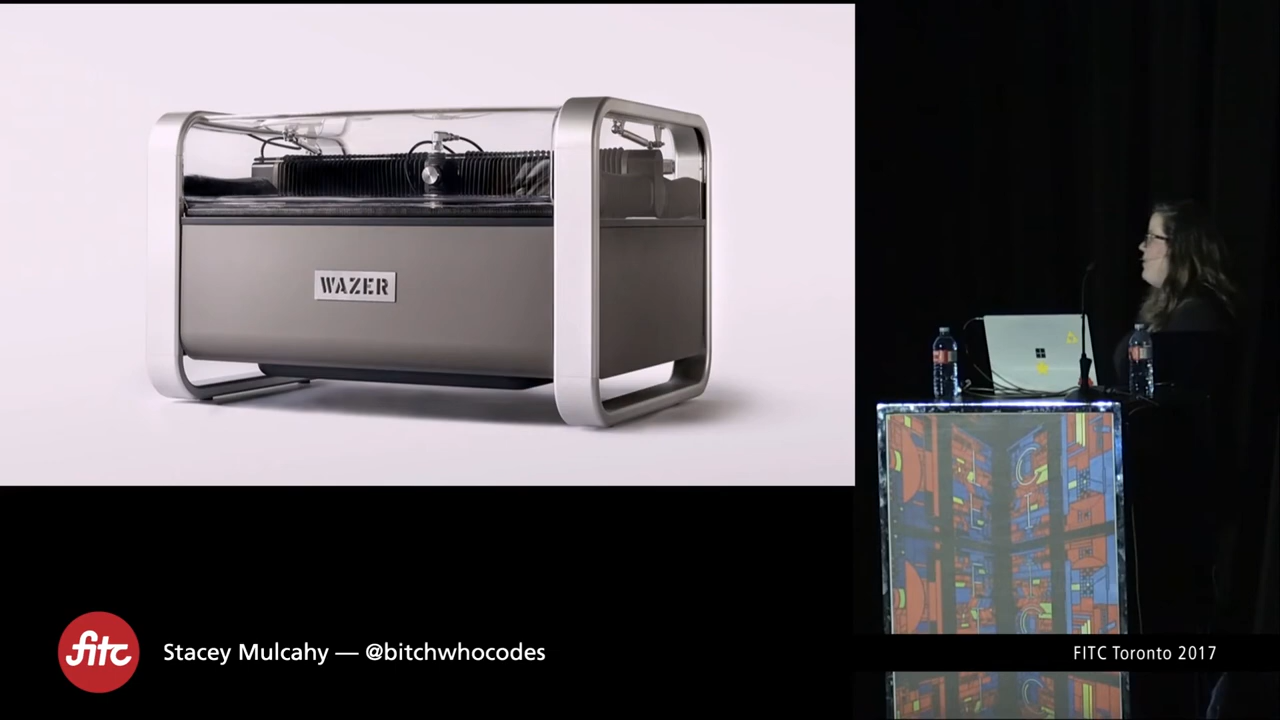 WAZER
fitc
Stacey Mulcahy — @bitchwhocodes
FITC Toronto 2017